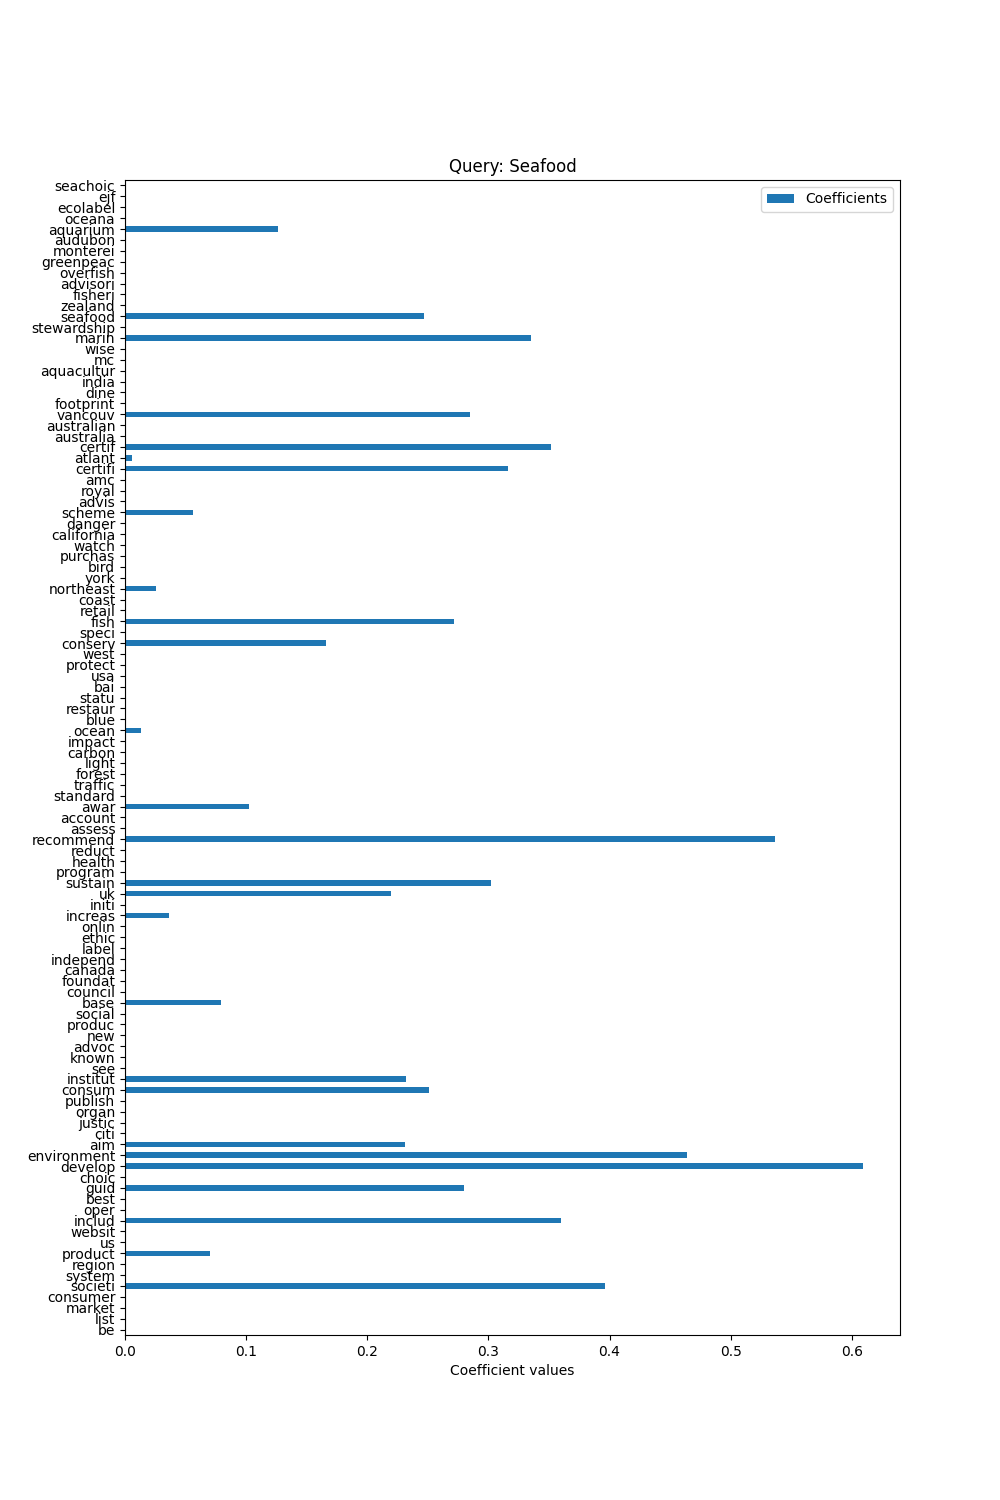 Query: Seafood
Coefficients
seachoic
ejf
ecolabel
oceana
aquarium
audubon
monterei
greenpeac
overfish
advisori
fisheri
zealand
seafood
stewardship
marin
wise
mc
aquacultur
india
dine
footprint
vancouv
australian
australia
certif
atlant
certifi
amc
royal
advis
scheme
danger
california
watch
purchas
bird
york
northeast
coast
retail
fish
speci
conserv
west
protect
usa
bai
statu
restaur
blue
ocean
impact
carbon
light
forest
traffic
standard
awar
account
assess
recommend
reduct
health
program
sustain
uk
initi
increas
onlin
ethic
label
independ
canada
foundat
council
base
social
produc
new
advoc
known
see
institut
consum
publish
organ
justic
citi
aim
environment
develop
choic
guid
best
oper
includ
websit
us
product
region
system
societi
consumer
market
list
be
0.0 0.1 0.2 0.3 0.4 0.5 0.6
Coefficient values